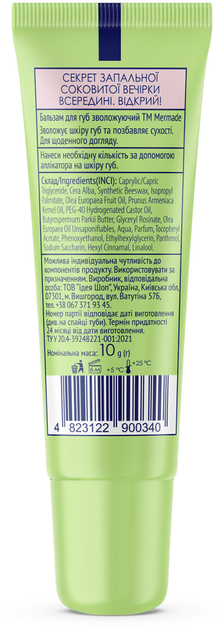 СЕКРЕТ ЗАПАЛЬНОЇ
СОКОВИТОЇ ВЕЧІРКИ
ВСЕРЕДИНІ. ВІДКРИЙ!
Бальзам для губ зволожуючий ТМ Mermade
Зволожує шкіру губ та позбавляє сухості.
Для щоденного догляду.
Нанеси необхідну кількість за допомогою
аплікатора на шкіру губ.
Склад/Ingredients(INCI): Caprylic/Capric
Triglyceride, Cera Alba, Synthetic Beeswax, Isopropyl
Palmitate, Olea Europaea Fruit Oil, Prunus Armeniaca
Kernel Oil, PEG-40 Hydrogenated Castor Oil,
Butyrospermum Parkii Butter, Glyceryl Rosinate, Olea
Europaea Oil Unsaponifiables, Aqua, Parfum, Tocopheryl
Acetate, Phenoxyethanol, Ethylhexylglycerin, Panthenol,
Sodium Saccharin, Hexyl Cinnamal, Linalool.
Можлива індивідуальна чутливість до
компонентів продукту. Використовувати за
призначенням. Виробник, відповідальна
особа: ТОВ "Ідея Шоп", Україна, Київська обл,
07301, м. Вишгород, вул. Ватутіна 57Б,
тел. +38 067 371 93 45.
Номер партії відповідає даті виготовлення
(див.на спайці туби). Термін придатності
24 місяці від дати виготовлення.
ТУУ 20.4-39248221-001:2021
Номінальна маса: 10 g (г)
6 M
+5 °C
+25 °C
4 823122 900340